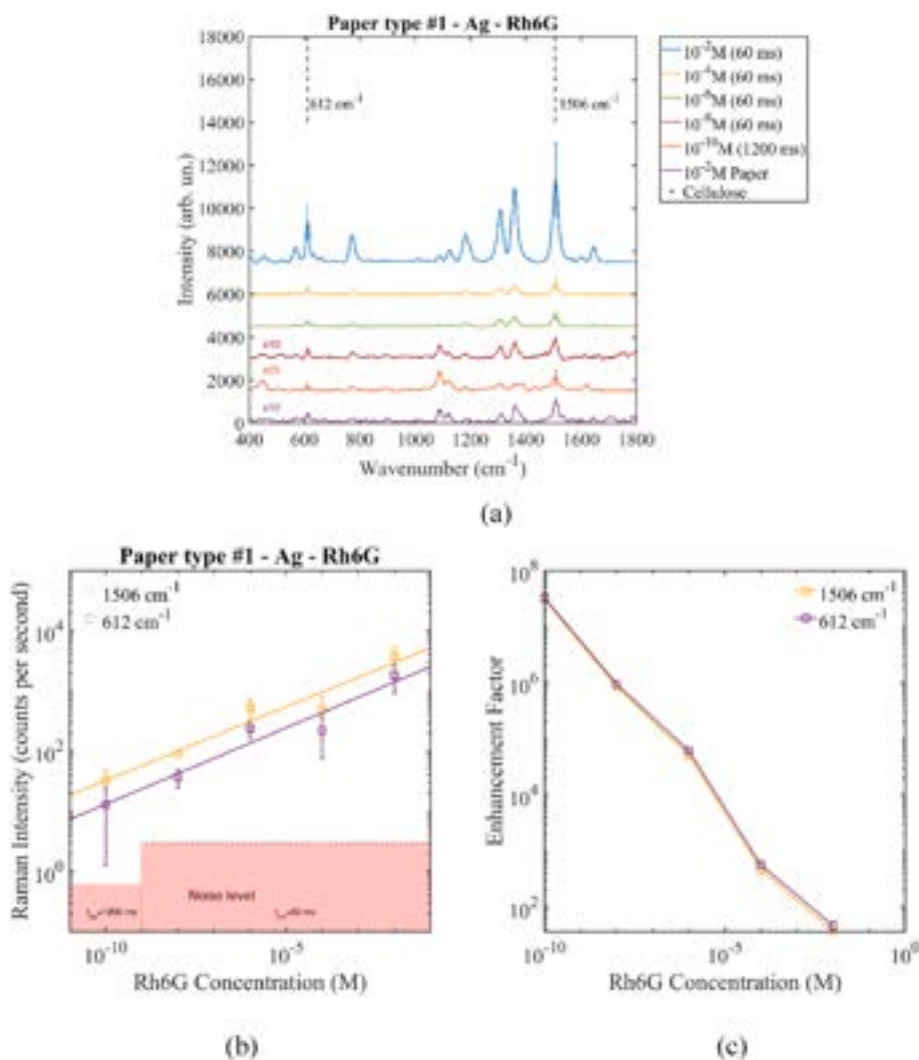 Paper type #1 - Ag - Rh6G
18000
16000
14000
12000
10000
8000
6000
4000
2000
0
Intensity (arb. un.)
612 cm⁻¹
1506 cm⁻¹
x10
400 600 800 1000 1200 1400 1600 1800
Wavenumber (cm⁻¹)
10⁻²M (60 ms)
10⁻⁴M (60 ms)
10⁻⁶M (60 ms)
10⁻⁸M (60 ms)
10⁻¹⁰M (1200 ms)
10⁻²M Paper
* Cellulose
(a)
Paper type #1 - Ag - Rh6G
1506 cm⁻¹
612 cm⁻¹
10⁴
10²
10⁰
Raman Intensity (counts per second)
Noise level
10⁻¹⁰ 10⁻⁵
Rh6G Concentration (M)
(b)
10⁸
10⁶
10⁴
10²
Enhancement Factor
1506 cm⁻¹
612 cm⁻¹
10⁻¹⁰ 10⁻⁵ 10⁰
Rh6G Concentration (M)
(c)